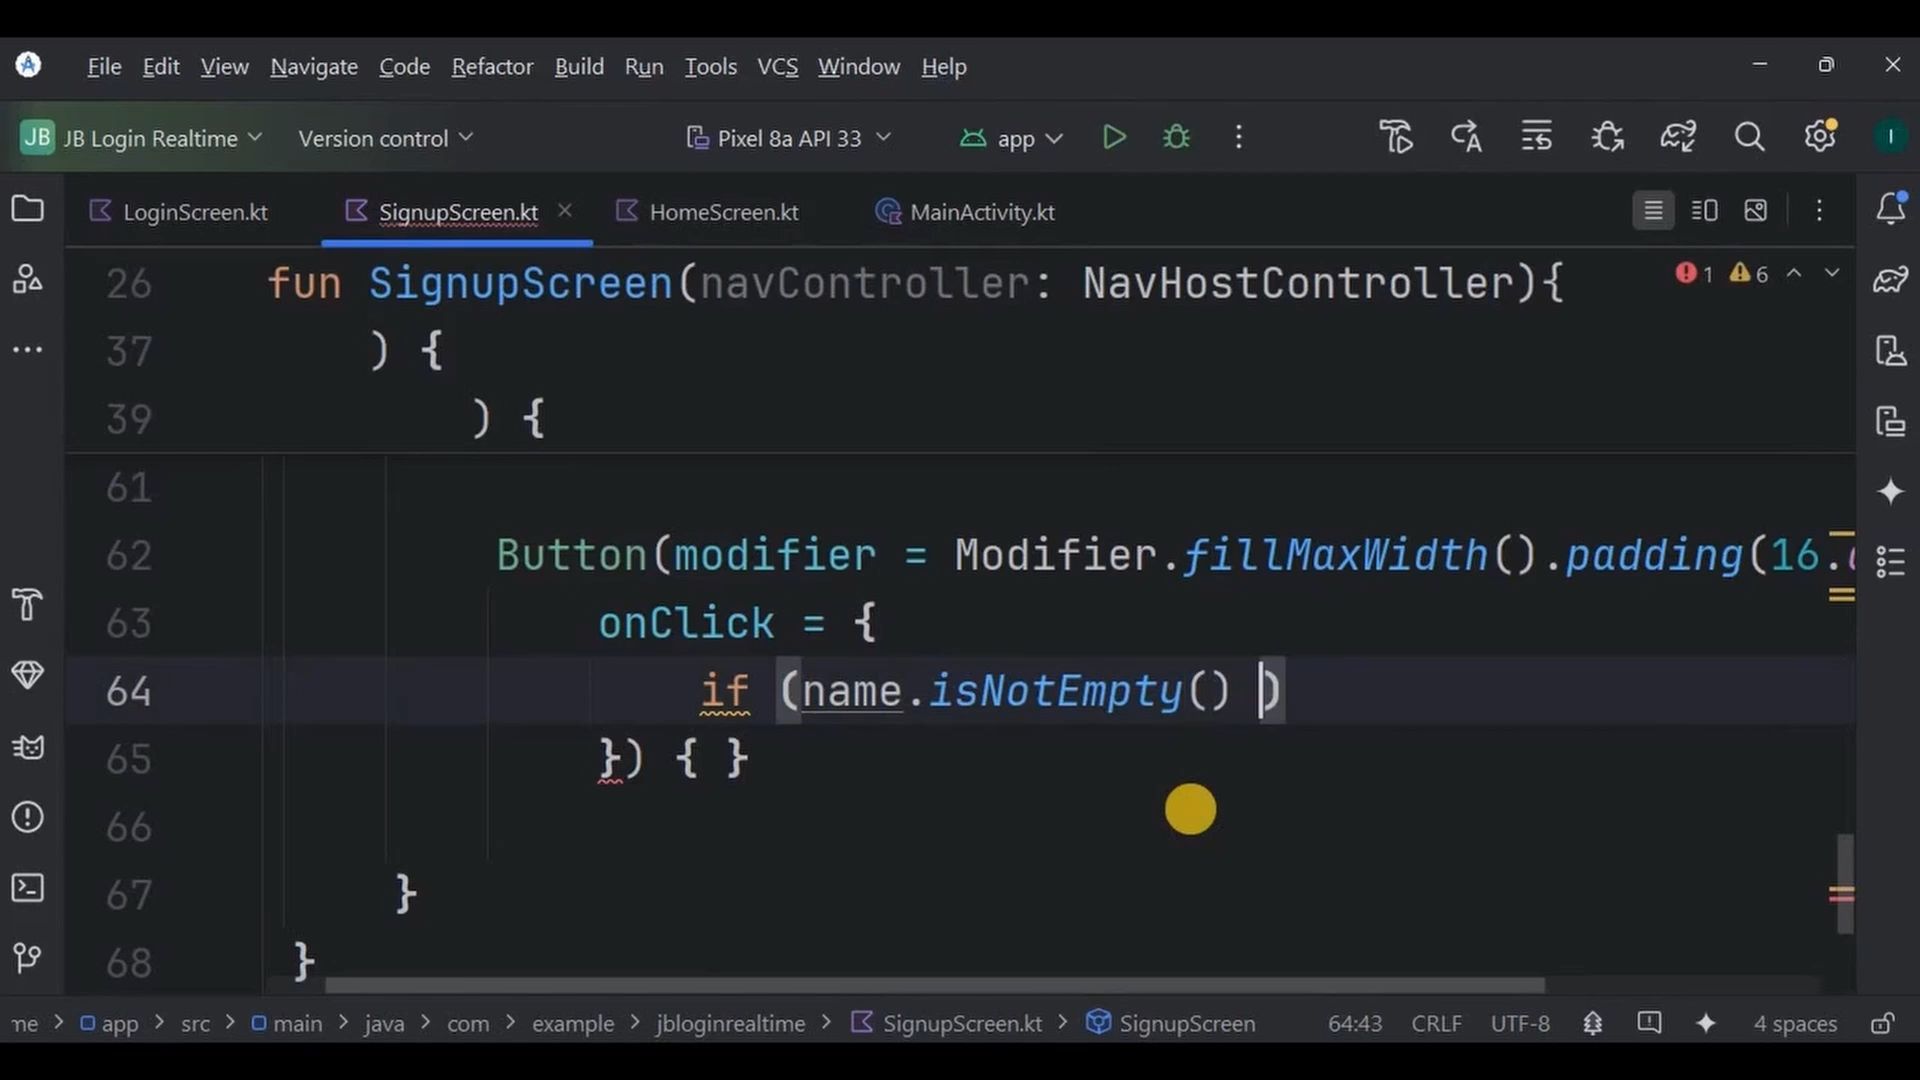 File Edit View Navigate Code Refactor Build Run Tools VCS Window Help
JB JB Login Realtime Version control Pixel 8a API 33 app I
LoginScreen.kt SignupScreen.kt HomeScreen.kt MainActivity.kt
26 fun SignupScreen(navController: NavHostController){ 1 6
37 ) {
39 ) {
61
62 Button(modifier = Modifier.fillMaxWidth().padding(16.
63 onClick = {
64 if (name.isNotEmpty() )
65 }) { }
66
67 }
68 }
me > app > src > main > java > com > example > jbloginrealtime > SignupScreen.kt > SignupScreen 64:43 CRLF UTF-8 4 spaces